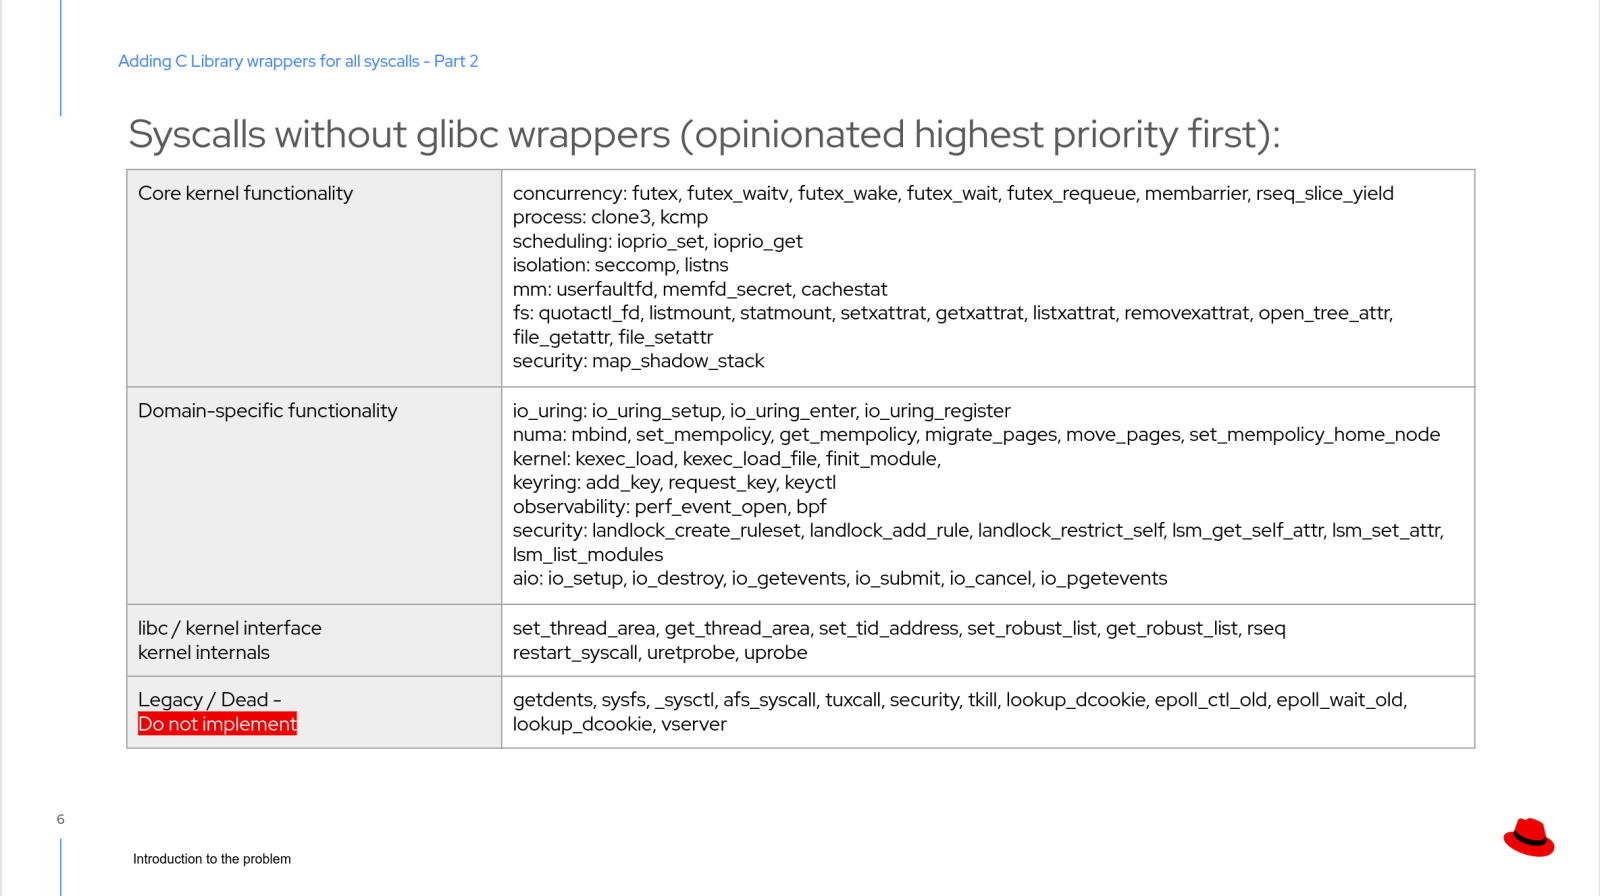 Adding C Library wrappers for all syscalls - Part 2
Syscalls without glibc wrappers (opinionated highest priority first):
Core kernel functionality
concurrency: futex, futex_waitv, futex_wake, futex_wait, futex_requeue, membarrier, rseq_slice_yield
process: clone3, kcmp
scheduling: ioprio_set, ioprio_get
isolation: seccomp, listns
mm: userfaultfd, memfd_secret, cachestat
fs: quotactl_fd, listmount, statmount, setxattrat, getxattrat, listxattrat, removexattrat, open_tree_attr,
file_getattr, file_setattr
security: map_shadow_stack
Domain-specific functionality
io_uring: io_uring_setup, io_uring_enter, io_uring_register
numa: mbind, set_mempolicy, get_mempolicy, migrate_pages, move_pages, set_mempolicy_home_node
kernel: kexec_load, kexec_load_file, finit_module,
keyring: add_key, request_key, keyctl
observability: perf_event_open, bpf
security: landlock_create_ruleset, landlock_add_rule, landlock_restrict_self, lsm_get_self_attr, lsm_set_attr,
lsm_list_modules
aio: io_setup, io_destroy, io_getevents, io_submit, io_cancel, io_pgetevents
libc / kernel interface
kernel internals
set_thread_area, get_thread_area, set_tid_address, set_robust_list, get_robust_list, rseq
restart_syscall, uretprobe, uprobe
Legacy / Dead -
Do not implement
getdents, sysfs, _sysctl, afs_syscall, tuxcall, security, tkill, lookup_dcookie, epoll_ctl_old, epoll_wait_old,
lookup_dcookie, vserver
6
Introduction to the problem